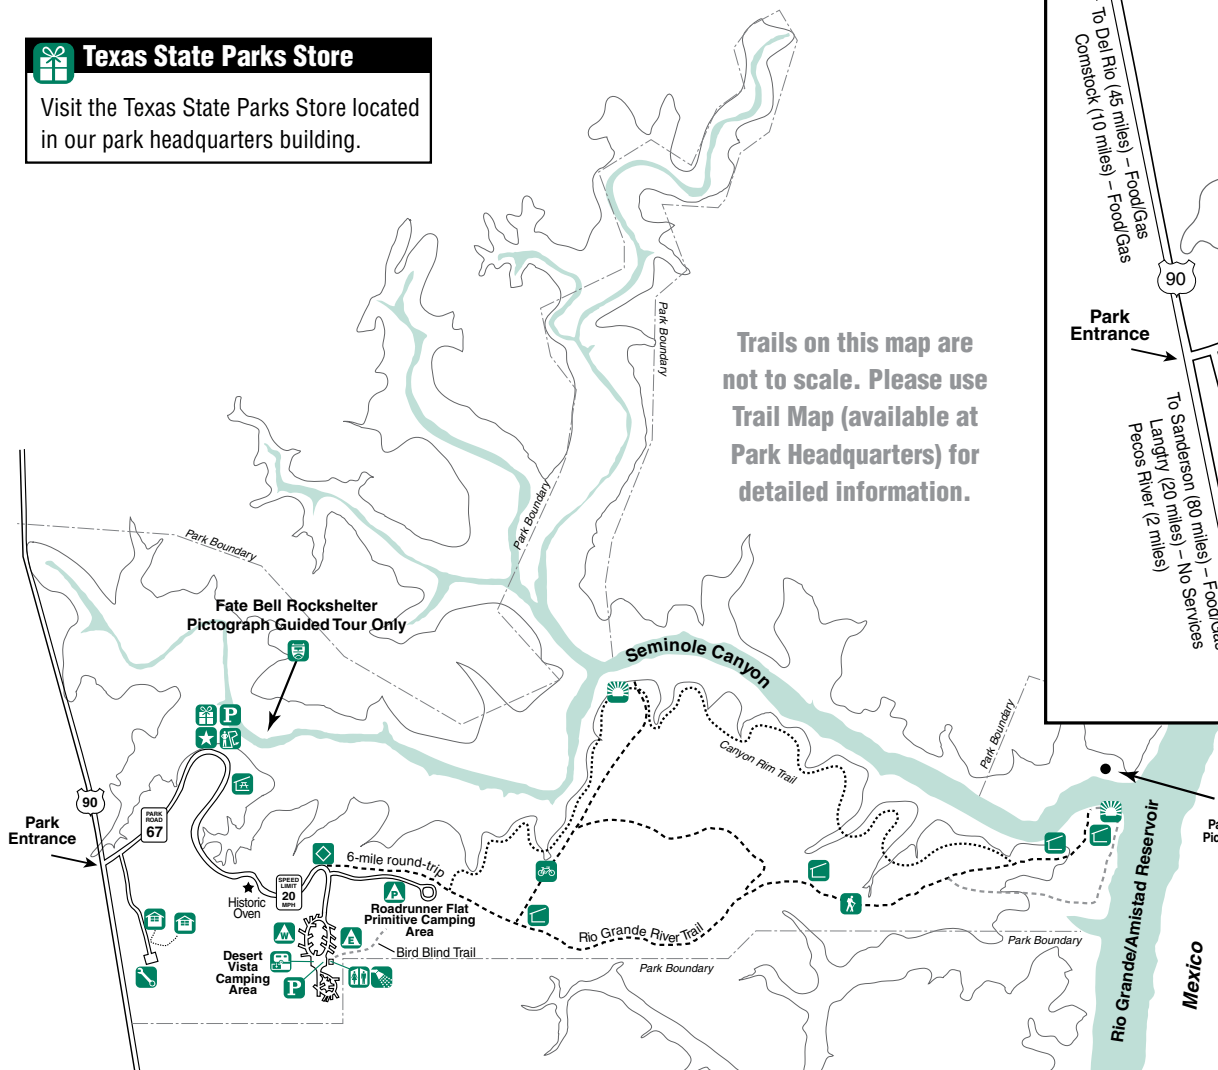 Texas State Parks Store
Visit the Texas State Parks Store located
in our park headquarters building.
To Del Rio (45 miles) – Food/Gas
Comstock (10 miles) – Food/Gas
90
Park
Entrance
To Sanderson (80 miles) – Food/Gas
Langtry (20 miles) – No Services
Pecos River (2 miles)
Trails on this map are
not to scale. Please use
Trail Map (available at
Park Headquarters) for
detailed information.
Park Boundary
Park Boundary
Park Boundary
Fate Bell Rockshelter
Pictograph Guided Tour Only
Seminole Canyon
Park Boundary
Canyon Rim Trail
P
90
PARK
ROAD
67
Park
Entrance
6-mile round-trip
SPEED
LIMIT
20
MPH
Historic
Oven
P
Roadrunner Flat
Primitive Camping
Area
W
E
Bird Blind Trail
Desert
Vista
Camping
Area
P
Rio Grande River Trail
Park Boundary
Park Boundary
Rio Grande/Amistad Reservoir
Mexico